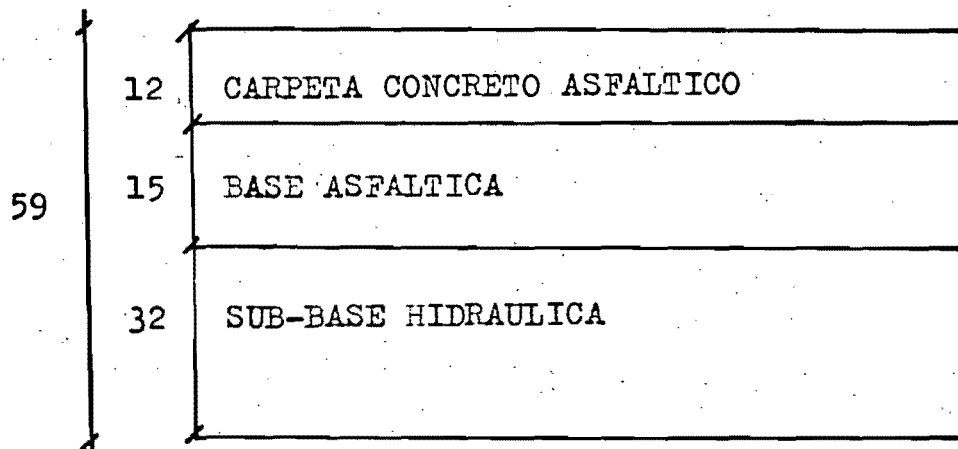 12 CARPETA CONCRETO ASFALTICO
15 BASE ASFALTICA
59
32 SUB-BASE HIDRAULICA